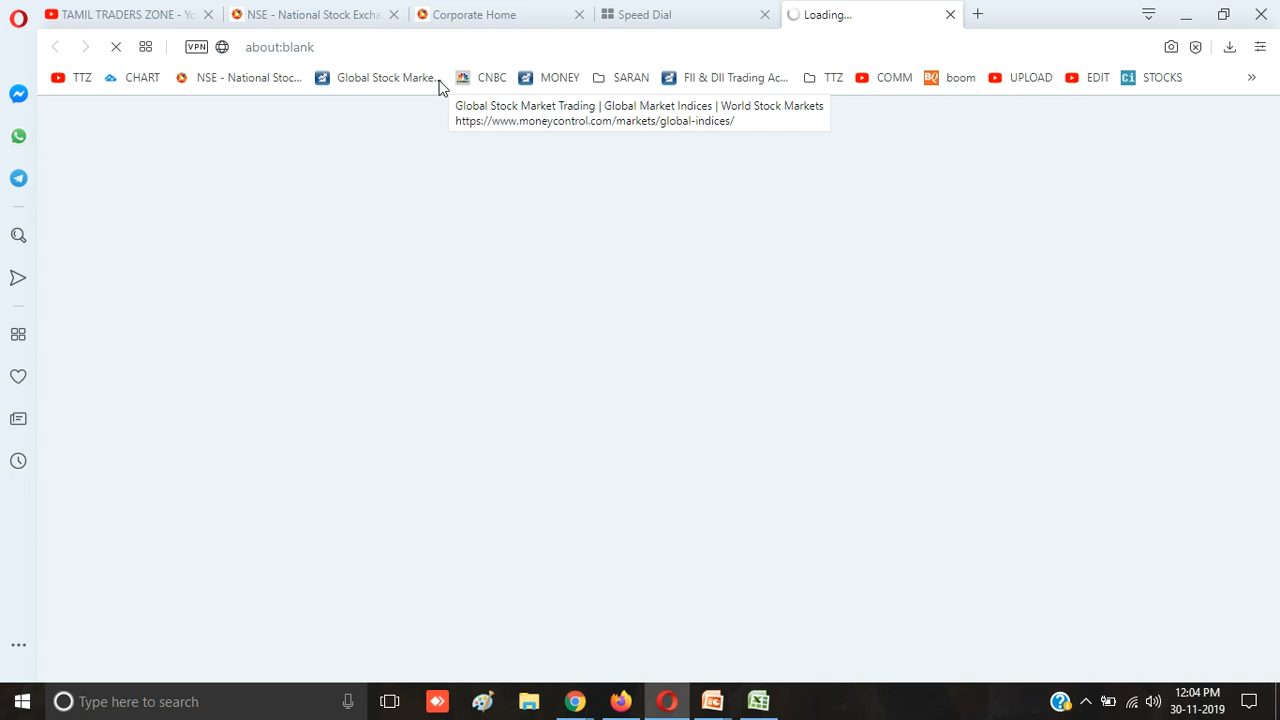 TAMIL TRADERS ZONE - Yo
NSE - National Stock Excha
Corporate Home
Speed Dial
Loading...
VPN
about:blank
TTZ
CHART
NSE - National Stoc...
Global Stock Marke...
CNBC
MONEY
SARAN
FII & DII Trading Ac...
TTZ
COMM
BQ
boom
UPLOAD
EDIT
Ci
STOCKS
Global Stock Market Trading | Global Market Indices | World Stock Markets
https://www.moneycontrol.com/markets/global-indices/
Type here to search
12:04 PM
30-11-2019